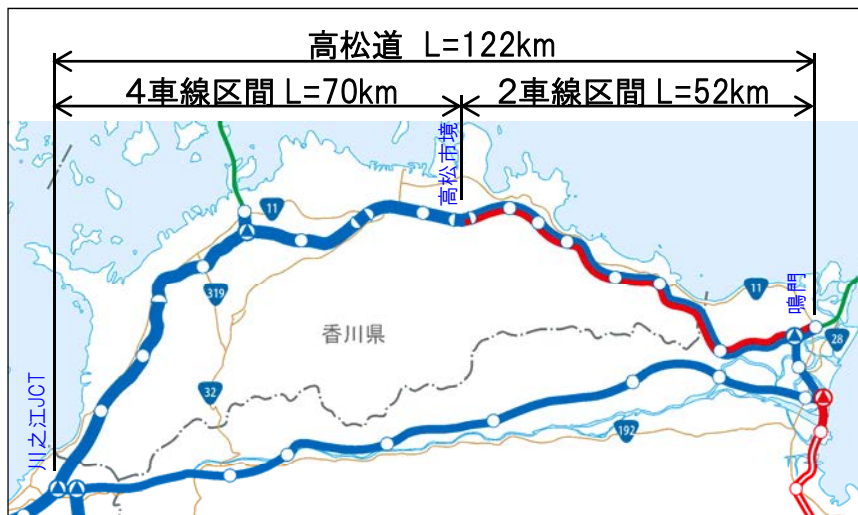 高松道 L=122km
4車線区間 L=70km
2車線区間 L=52km
高松市境
11
319
11
鳴門
28
香川県
32
川之江JCT
192